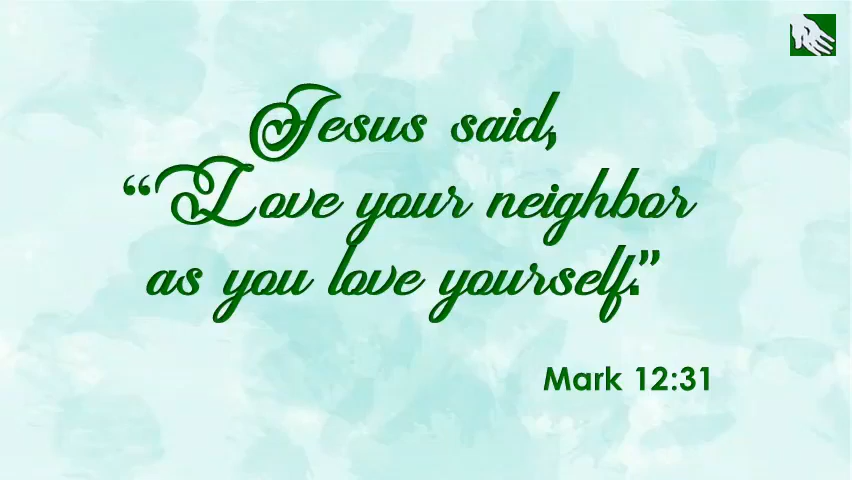 Jesus said,
“Love your neighbor
as you love yourself.”
Mark 12:31